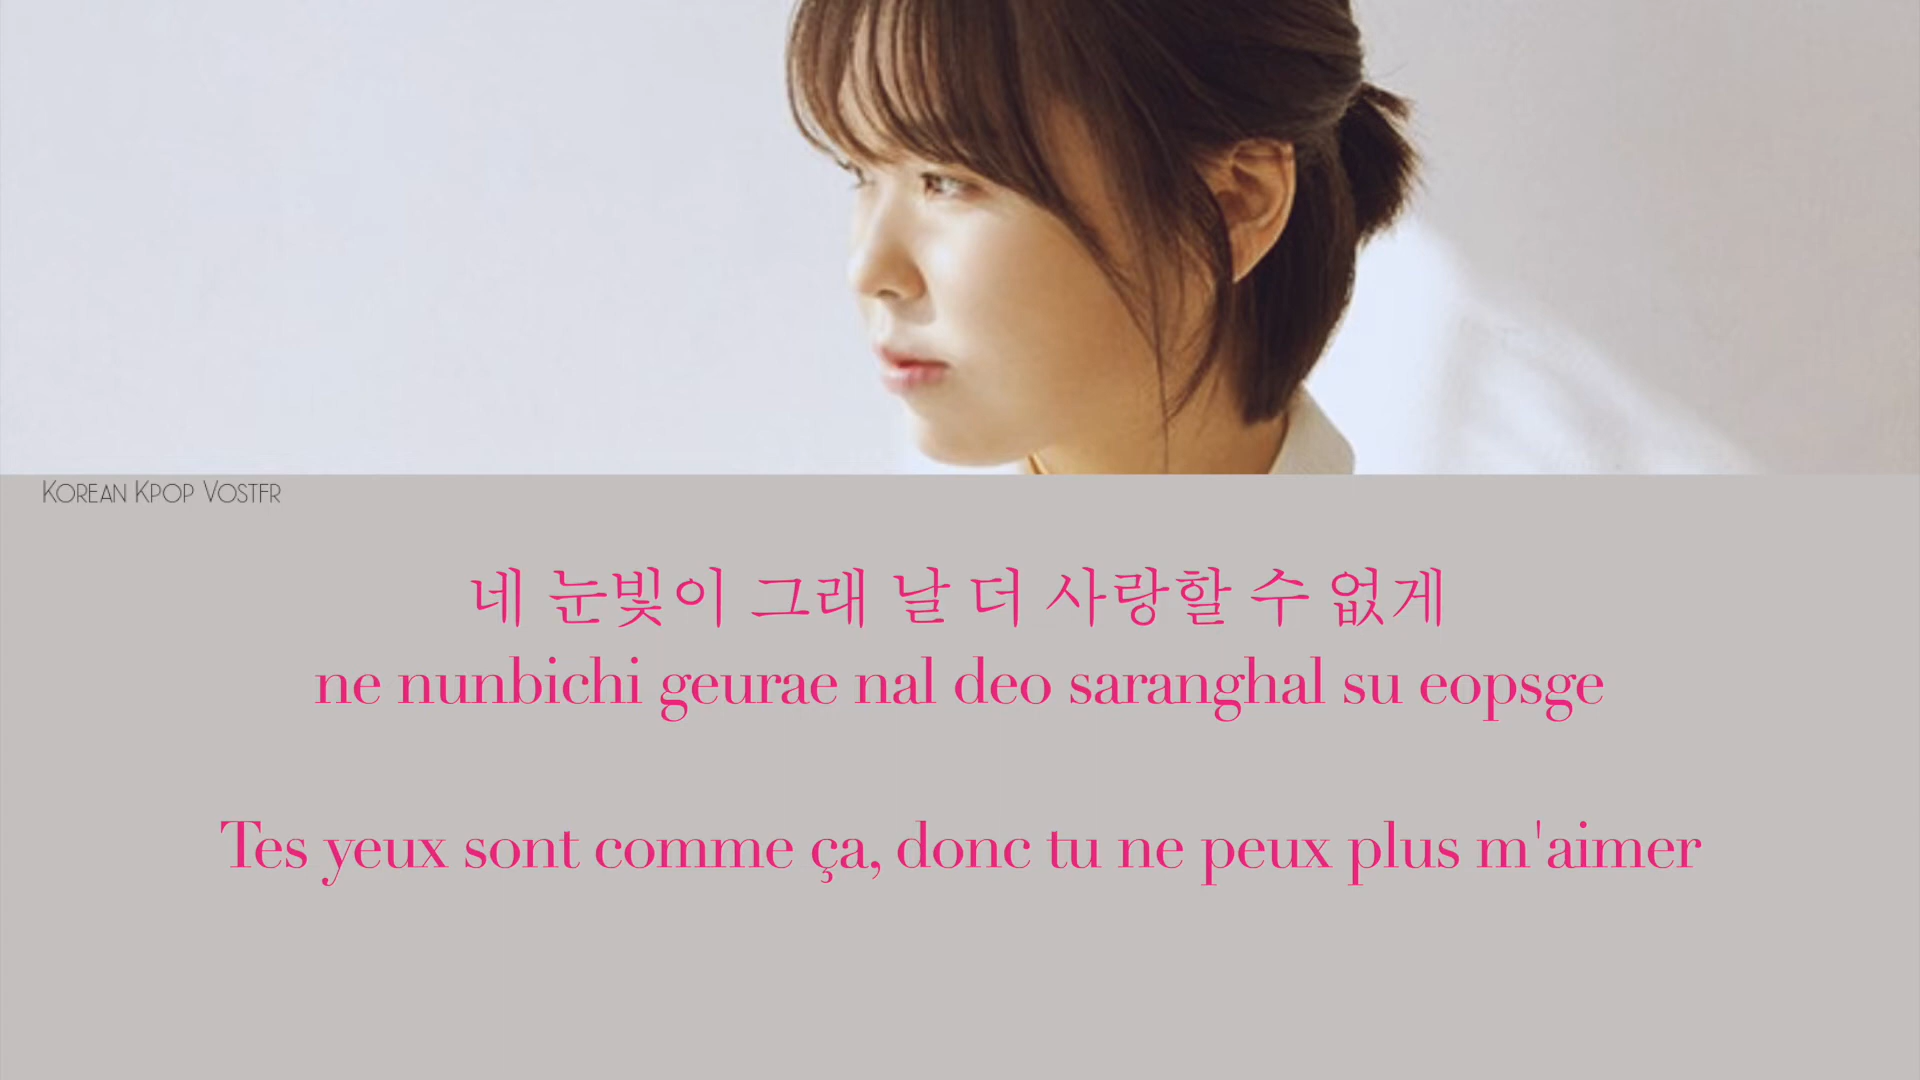 Korean Kpop Vostfr
네 눈빛이 그래 날 더 사랑할 수 없게
ne nunbichi geurae nal deo saranghal su eopsge
Tes yeux sont comme ça, donc tu ne peux plus m'aimer